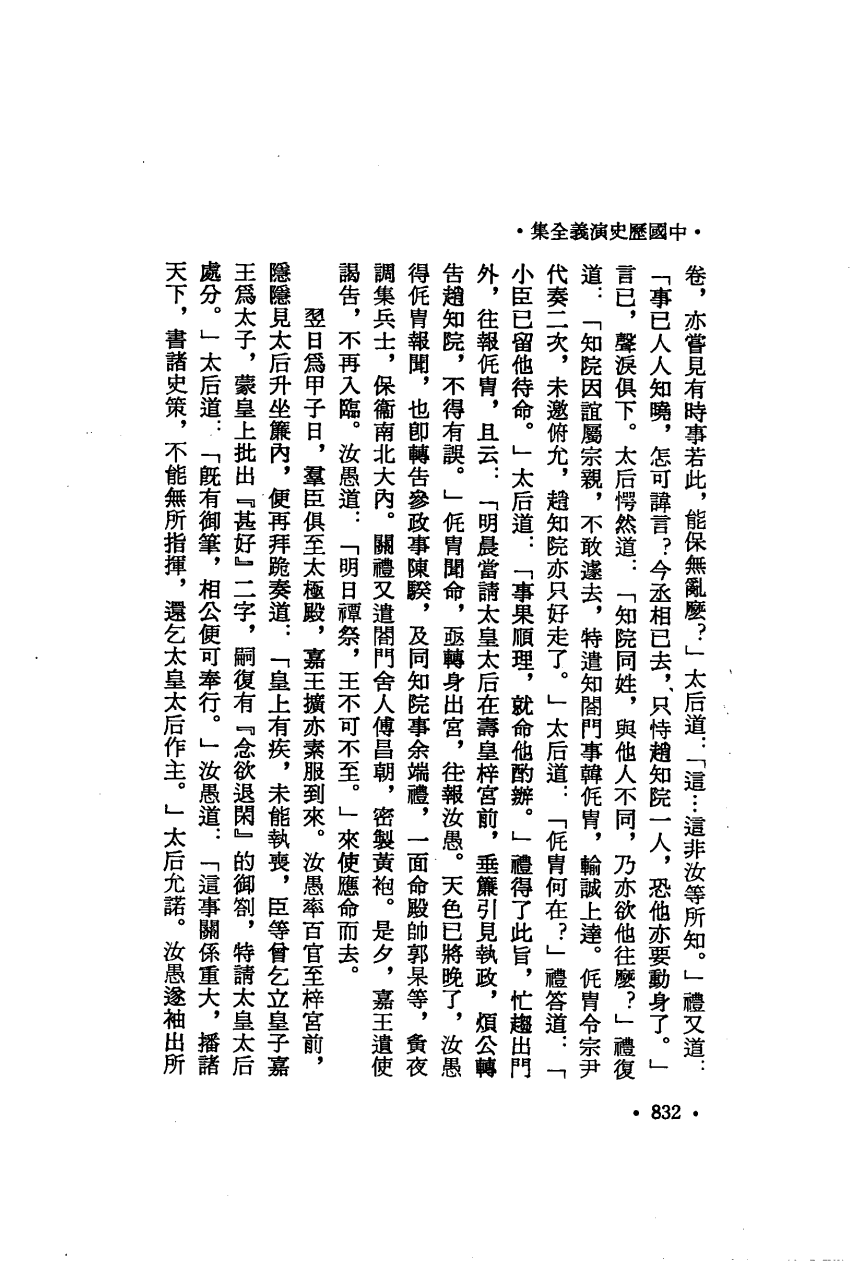 •中國歷史演義全集•
卷，亦嘗見有時事若此，能保無亂麼？」太后道：「這…這非汝等所知。」禮又道：
「事已人人知曉，怎可諱言？今丞相已去，只恃趙知院一人，恐他亦要動身了。」
言已，聲淚俱下。太后愕然道：「知院同姓，與他人不同，乃亦欲他往麼？」禮復
道：「知院因誼屬宗親，不敢遽去，特遣知閤門事韓侂胄，輸誠上達。侂胄令宗尹
代奏二次，未邀俯允，趙知院亦只好走了。」太后道：「侂胄何在？」禮答道：「
小臣已留他待命。」太后道：「事果順理，就命他酌辦。」禮得了此旨，忙趨出門
外，往報侂胄，且云：「明晨當請太皇太后在壽皇梓宮前，垂簾引見執政，煩公轉
告趙知院，不得有誤。」侂胄聞命，亟轉身出宮，往報汝愚。天色已將晚了，汝愚
得侂胄報聞，也卽轉告參政事陳騤，及同知院事余端禮，一面命殿帥郭杲等，夤夜
調集兵士，保衞南北大內。關禮又遣閤門舍人傅昌朝，密製黃袍。是夕，嘉王遣使
謁告，不再入臨。汝愚道：「明日禫祭，王不可不至。」來使應命而去。
翌日爲甲子日，羣臣俱至太極殿，嘉王擴亦素服到來。汝愚率百官至梓宮前，
隱隱見太后升坐簾內，便再拜跪奏道：「皇上有疾，未能執喪，臣等曾乞立皇子嘉
王爲太子，蒙皇上批出『甚好』二字，嗣復有『念欲退閑』的御劄，特請太皇太后
處分。」太后道：「旣有御筆，相公便可奉行。」汝愚道：「這事關係重大，播諸
天下，書諸史策，不能無所指揮，還乞太皇太后作主。」太后允諾。汝愚遂袖出所
•832•